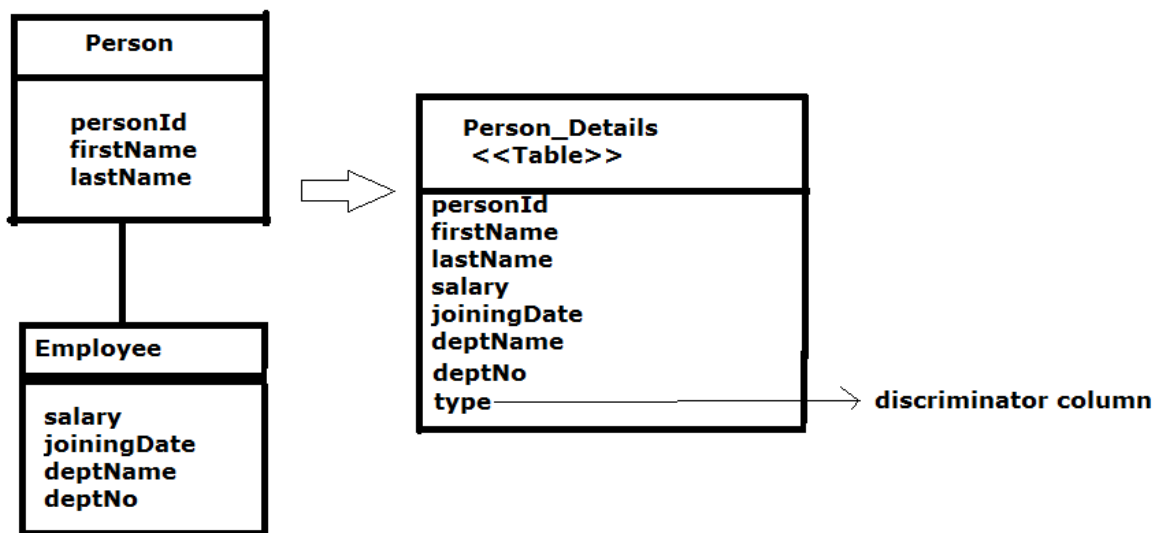 Person
personId
firstName
lastName
Employee
salary
joiningDate
deptName
deptNo
Person_Details
<<Table>>
personId
firstName
lastName
salary
joiningDate
deptName
deptNo
type
discriminator column